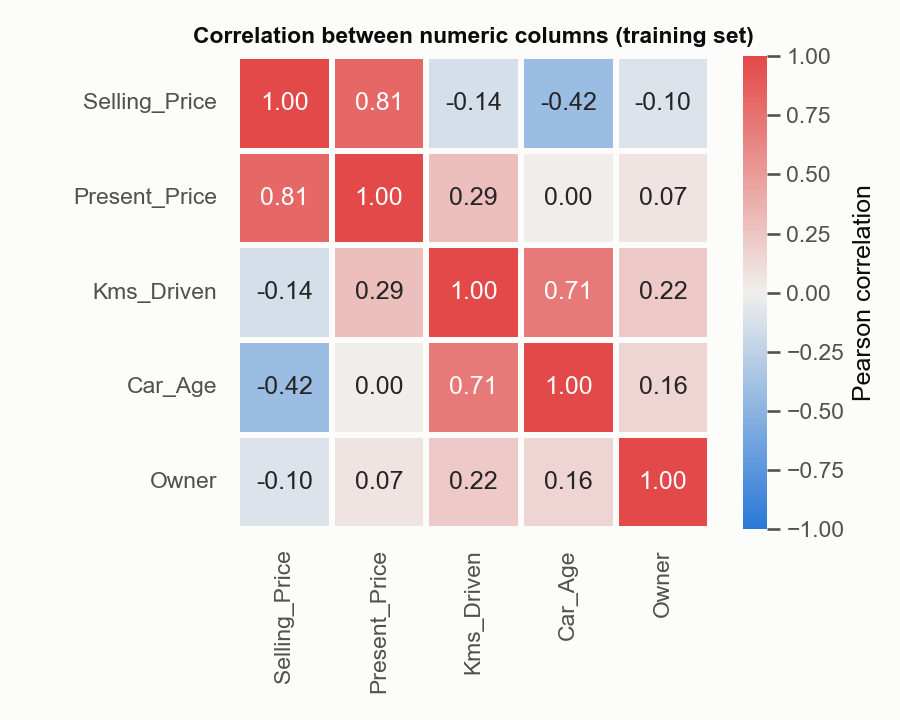 Correlation between numeric columns (training set)
Selling_Price 1.00 0.81 -0.14 -0.42 -0.10
Present_Price 0.81 1.00 0.29 0.00 0.07
Kms_Driven -0.14 0.29 1.00 0.71 0.22
Car_Age -0.42 0.00 0.71 1.00 0.16
Owner -0.10 0.07 0.22 0.16 1.00
Selling_Price
Present_Price
Kms_Driven
Car_Age
Owner
1.00
0.75
0.50
0.25
0.00
−0.25
−0.50
−0.75
−1.00
Pearson correlation